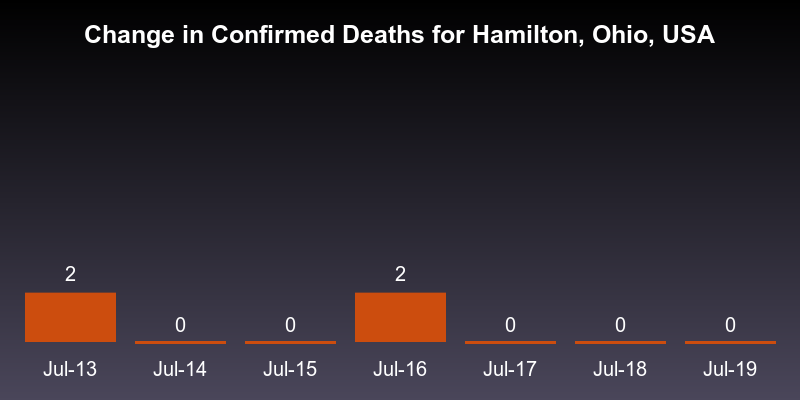 Change in Confirmed Deaths for Hamilton, Ohio, USA
2 0 0 2 0 0 0
Jul-13 Jul-14 Jul-15 Jul-16 Jul-17 Jul-18 Jul-19